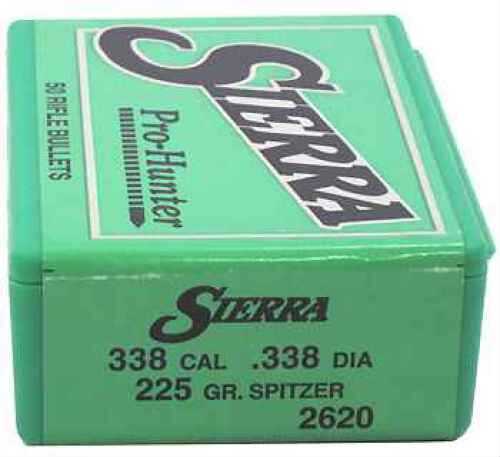 SIERRA
Pro-Hunter
50 RIFLE BULLETS
SIERRA
338 CAL .338 DIA
225 GR. SPITZER
2620